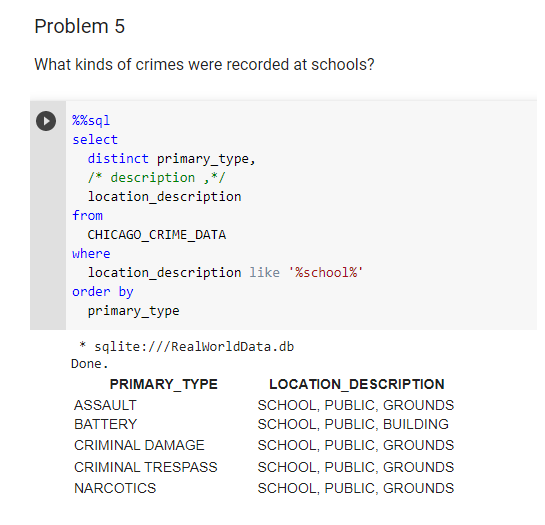 Problem 5
What kinds of crimes were recorded at schools?
%%sql
select
distinct primary_type,
/* description ,*/
location_description
from
CHICAGO_CRIME_DATA
where
location_description like '%school%'
order by
primary_type
* sqlite:///RealWorldData.db
Done.
PRIMARY_TYPE LOCATION_DESCRIPTION
ASSAULT SCHOOL, PUBLIC, GROUNDS
BATTERY SCHOOL, PUBLIC, BUILDING
CRIMINAL DAMAGE SCHOOL, PUBLIC, GROUNDS
CRIMINAL TRESPASS SCHOOL, PUBLIC, GROUNDS
NARCOTICS SCHOOL, PUBLIC, GROUNDS